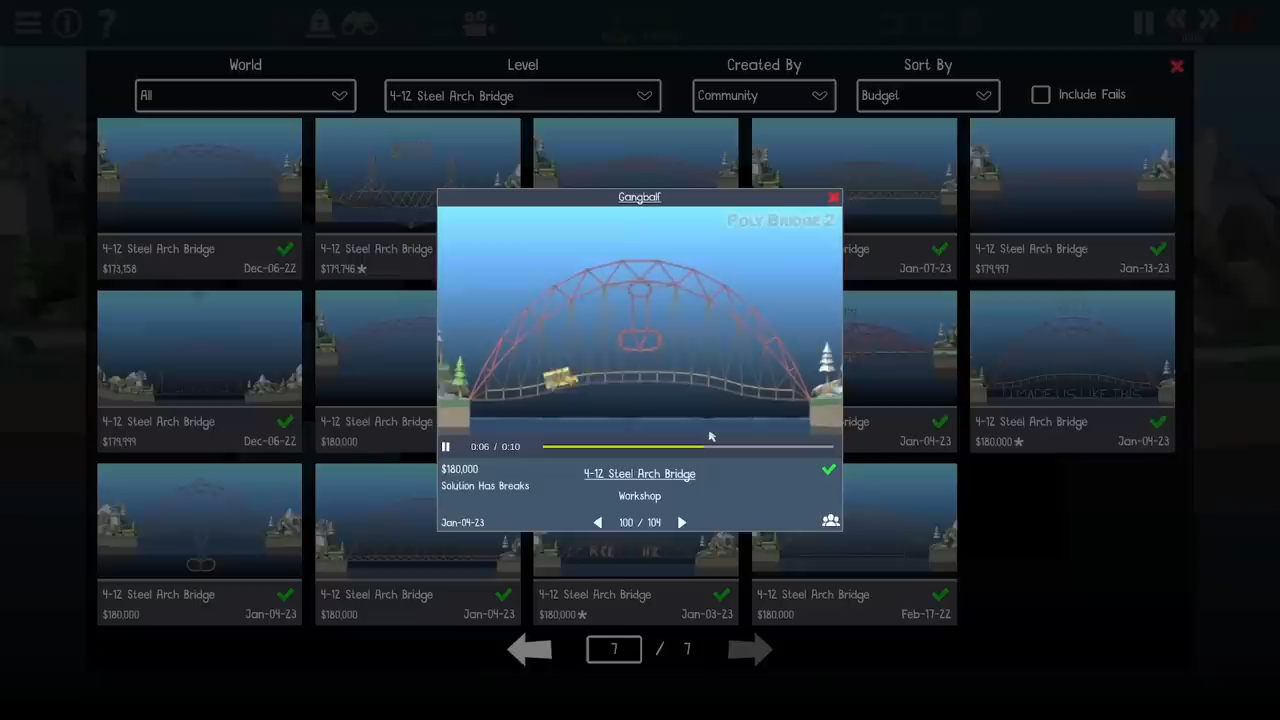 World
Level
Created By
Sort By
All
4-12 Steel Arch Bridge
Community
Budget
Include Fails
4-12 Steel Arch Bridge
$173,158
Dec-06-22
4-12 Steel Arch Bridge
$179,746
ridge
Jan-07-23
4-12 Steel Arch Bridge
$179,997
Jan-13-23
Gangbalf
Poly Bridge 2
0:06 / 0:10
$180,000
4-12 Steel Arch Bridge
Solution Has Breaks
Workshop
Jan-04-23
100 / 104
4-12 Steel Arch Bridge
$179,999
Dec-06-22
4-12 Steel Arch Bridge
$180,000
ridge
Jan-04-23
4-12 Steel Arch Bridge
$180,000
Jan-04-23
4-12 Steel Arch Bridge
$180,000
Jan-04-23
4-12 Steel Arch Bridge
$180,000
Jan-04-23
4-12 Steel Arch Bridge
$180,000
Jan-03-23
4-12 Steel Arch Bridge
$180,000
Feb-17-22
7 / 7